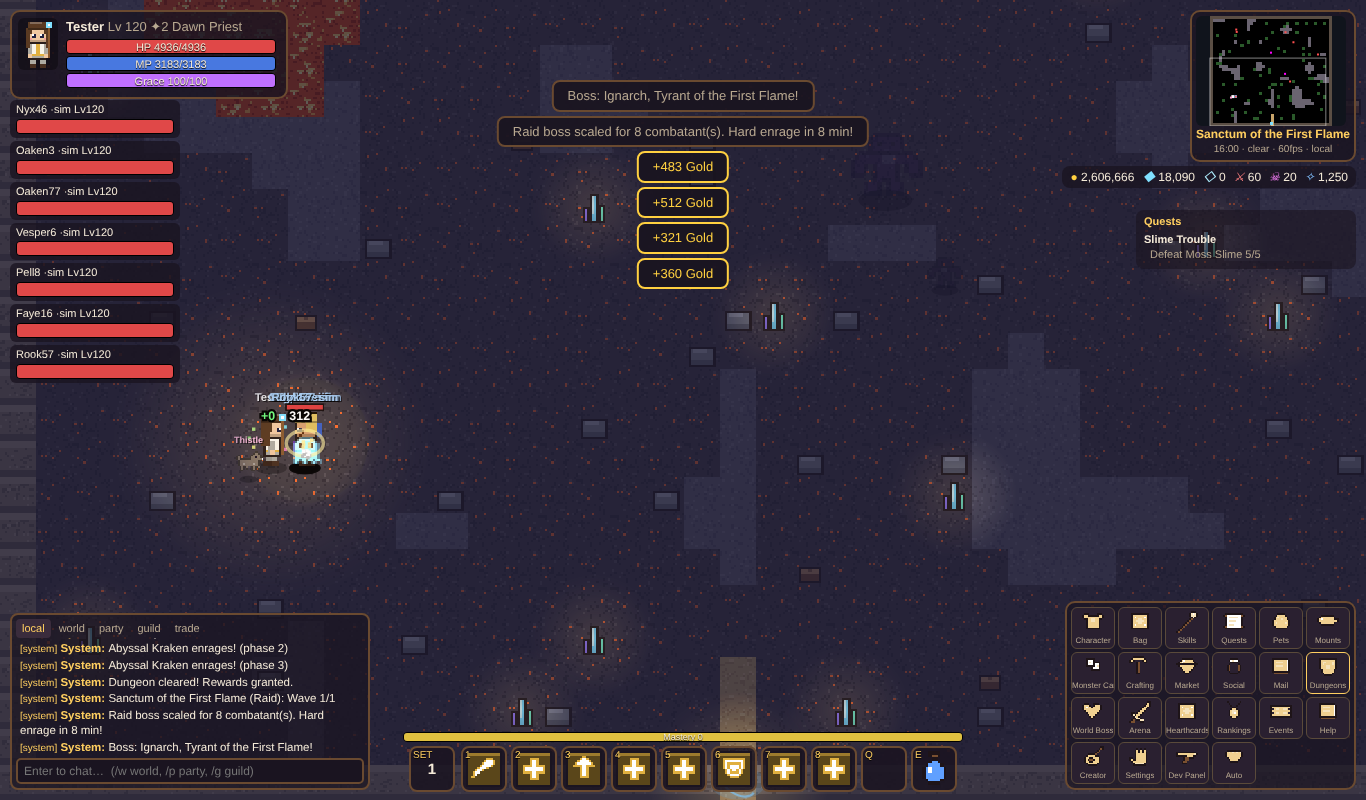 Tester Lv 120 ✦2 Dawn Priest
HP 4936/4936
MP 3183/3183
Grace 100/100
Nyx46 ·sim Lv120
Oaken3 ·sim Lv120
Oaken77 ·sim Lv120
Vesper6 ·sim Lv120
Pell8 ·sim Lv120
Faye16 ·sim Lv120
Rook57 ·sim Lv120
Boss: Ignarch, Tyrant of the First Flame!
Raid boss scaled for 8 combatant(s). Hard enrage in 8 min!
+483 Gold
+512 Gold
+321 Gold
+360 Gold
Sanctum of the First Flame
16:00 · clear · 60fps · local
2,606,666 18,090 0 60 20 1,250
Quests
Slime Trouble
Defeat Moss Slime 5/5
+0 312
Thistle
local world party guild trade
[system] System: Abyssal Kraken enrages! (phase 2)
[system] System: Abyssal Kraken enrages! (phase 3)
[system] System: Dungeon cleared! Rewards granted.
[system] System: Sanctum of the First Flame (Raid): Wave 1/1
[system] System: Raid boss scaled for 8 combatant(s). Hard
enrage in 8 min!
[system] System: Boss: Ignarch, Tyrant of the First Flame!
Enter to chat… (/w world, /p party, /g guild)
Mastery 0
SET 1 2 3 4 5 6 7 8 Q E
1
Character Bag Skills Quests Pets Mounts
Monster Ca Crafting Market Social Mail Dungeons
World Boss Arena Hearthcards Rankings Events Help
Creator Settings Dev Panel Auto